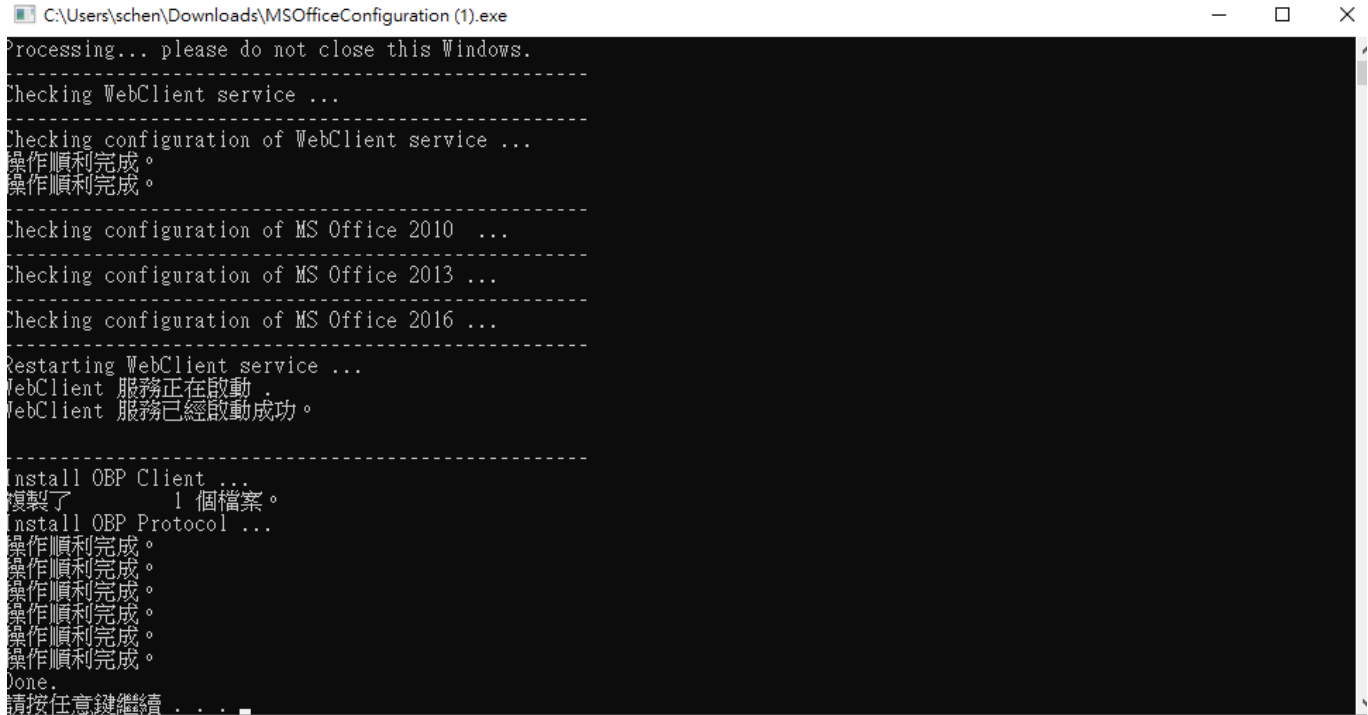 C:\Users\schen\Downloads\MSOfficeConfiguration (1).exe
Processing... please do not close this Windows.
-----------------------------------------------------
Checking WebClient service ...
-----------------------------------------------------
Checking configuration of WebClient service ...
操作順利完成。
操作順利完成。
-----------------------------------------------------
Checking configuration of MS Office 2010  ...
-----------------------------------------------------
Checking configuration of MS Office 2013 ...
-----------------------------------------------------
Checking configuration of MS Office 2016 ...
-----------------------------------------------------
Restarting WebClient service ...
WebClient 服務正在啟動 .
WebClient 服務已經啟動成功。
-----------------------------------------------------
Install OBP Client ...
複製了         1 個檔案。
Install OBP Protocol ...
操作順利完成。
操作順利完成。
操作順利完成。
操作順利完成。
操作順利完成。
操作順利完成。
Done.
請按任意鍵繼續 . . .